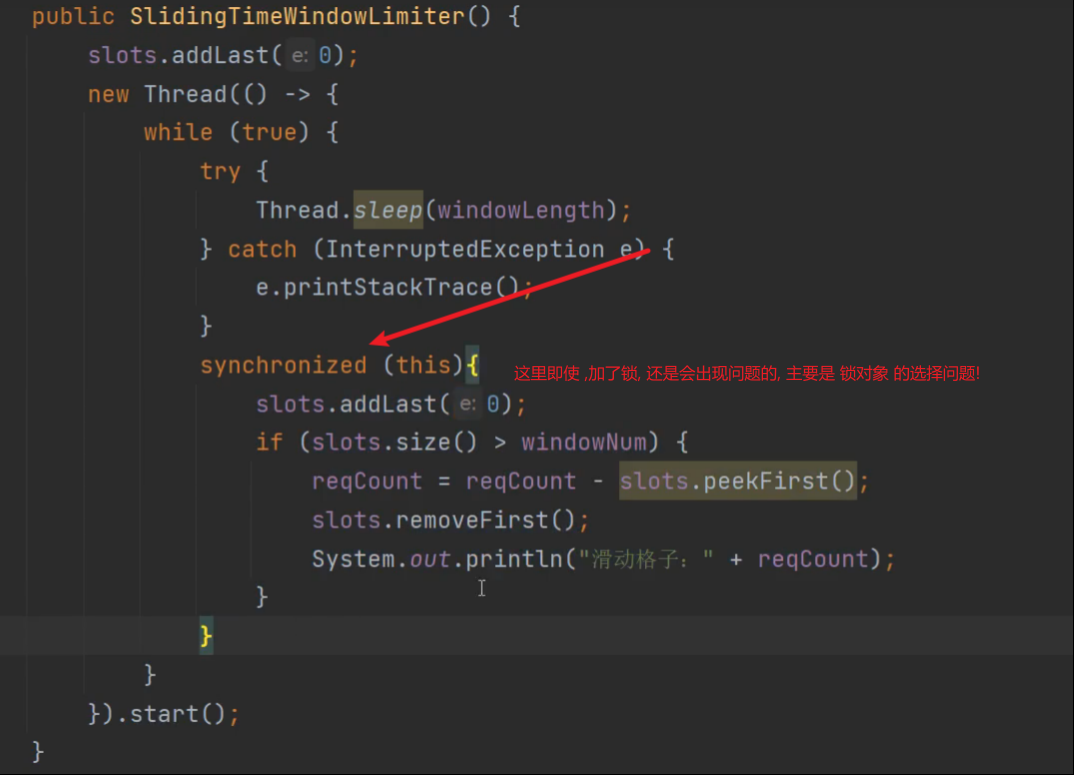 public SlidingTimeWindowLimiter() {
slots.addLast( e: 0);
new Thread(() -> {
while (true) {
try {
Thread.sleep(windowLength);
} catch (InterruptedException e) {
e.printStackTrace();
}
synchronized (this){
这里即使 ,加了锁, 还是会出现问题的, 主要是 锁对象 的选择问题!
slots.addLast( e: 0);
if (slots.size() > windowNum) {
reqCount = reqCount - slots.peekFirst();
slots.removeFirst();
System.out.println("滑动格子: " + reqCount);
}
}
}
}).start();
}